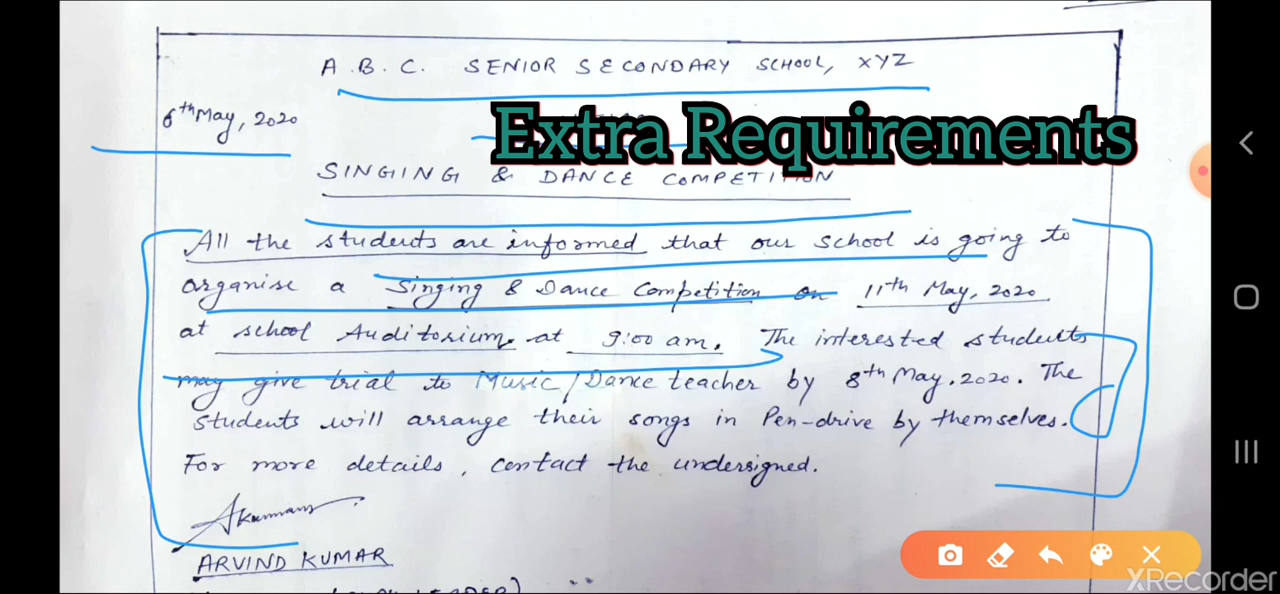 A.B.C. SENIOR SECONDARY SCHOOL, XYZ
6th May, 2020
Extra Requirements
SINGING & DANCE COMPETITION
All the students are informed that our school is going to
organise a Singing & Dance Competition on 11th May, 2020
at school Auditorium. at 9:00 am. The interested students
may give trial to Music/Dance teacher by 8th May. 2020. The
students will arrange their songs in Pen-drive by themselves.
For more details, contact the undersigned.
Akumar
ARVIND KUMAR
LEADER)
XRecorder